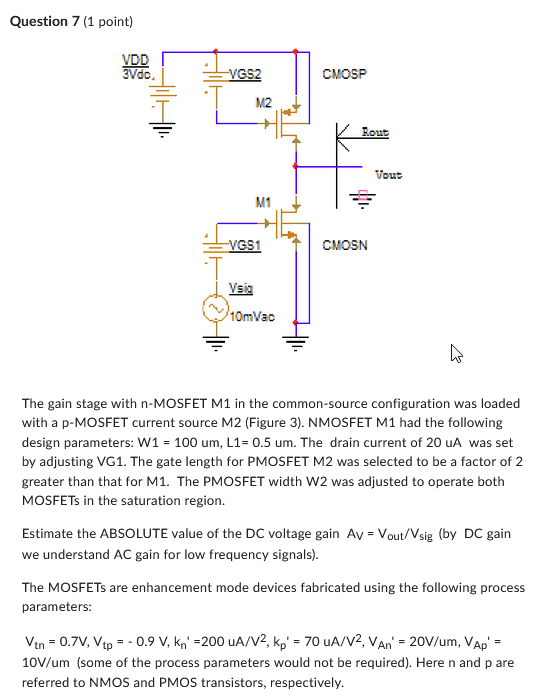 Question 7 (1 point)
VDD
3Vdc
VGS2
CMOSP
M2
Rout
Vout
M1
VGS1
CMOSN
Vsig
10mVac
The gain stage with n-MOSFET M1 in the common-source configuration was loaded
with a p-MOSFET current source M2 (Figure 3). NMOSFET M1 had the following
design parameters: W1 = 100 um, L1= 0.5 um. The drain current of 20 uA was set
by adjusting VG1. The gate length for PMOSFET M2 was selected to be a factor of 2
greater than that for M1. The PMOSFET width W2 was adjusted to operate both
MOSFETs in the saturation region.
Estimate the ABSOLUTE value of the DC voltage gain Av = Vout/Vsig (by DC gain
we understand AC gain for low frequency signals).
The MOSFETs are enhancement mode devices fabricated using the following process
parameters:
Vtn = 0.7V, Vtp = - 0.9 V, kn' =200 uA/V2, kp' = 70 uA/V2, VAn' = 20V/um, VAp' =
10V/um (some of the process parameters would not be required). Here n and p are
referred to NMOS and PMOS transistors, respectively.